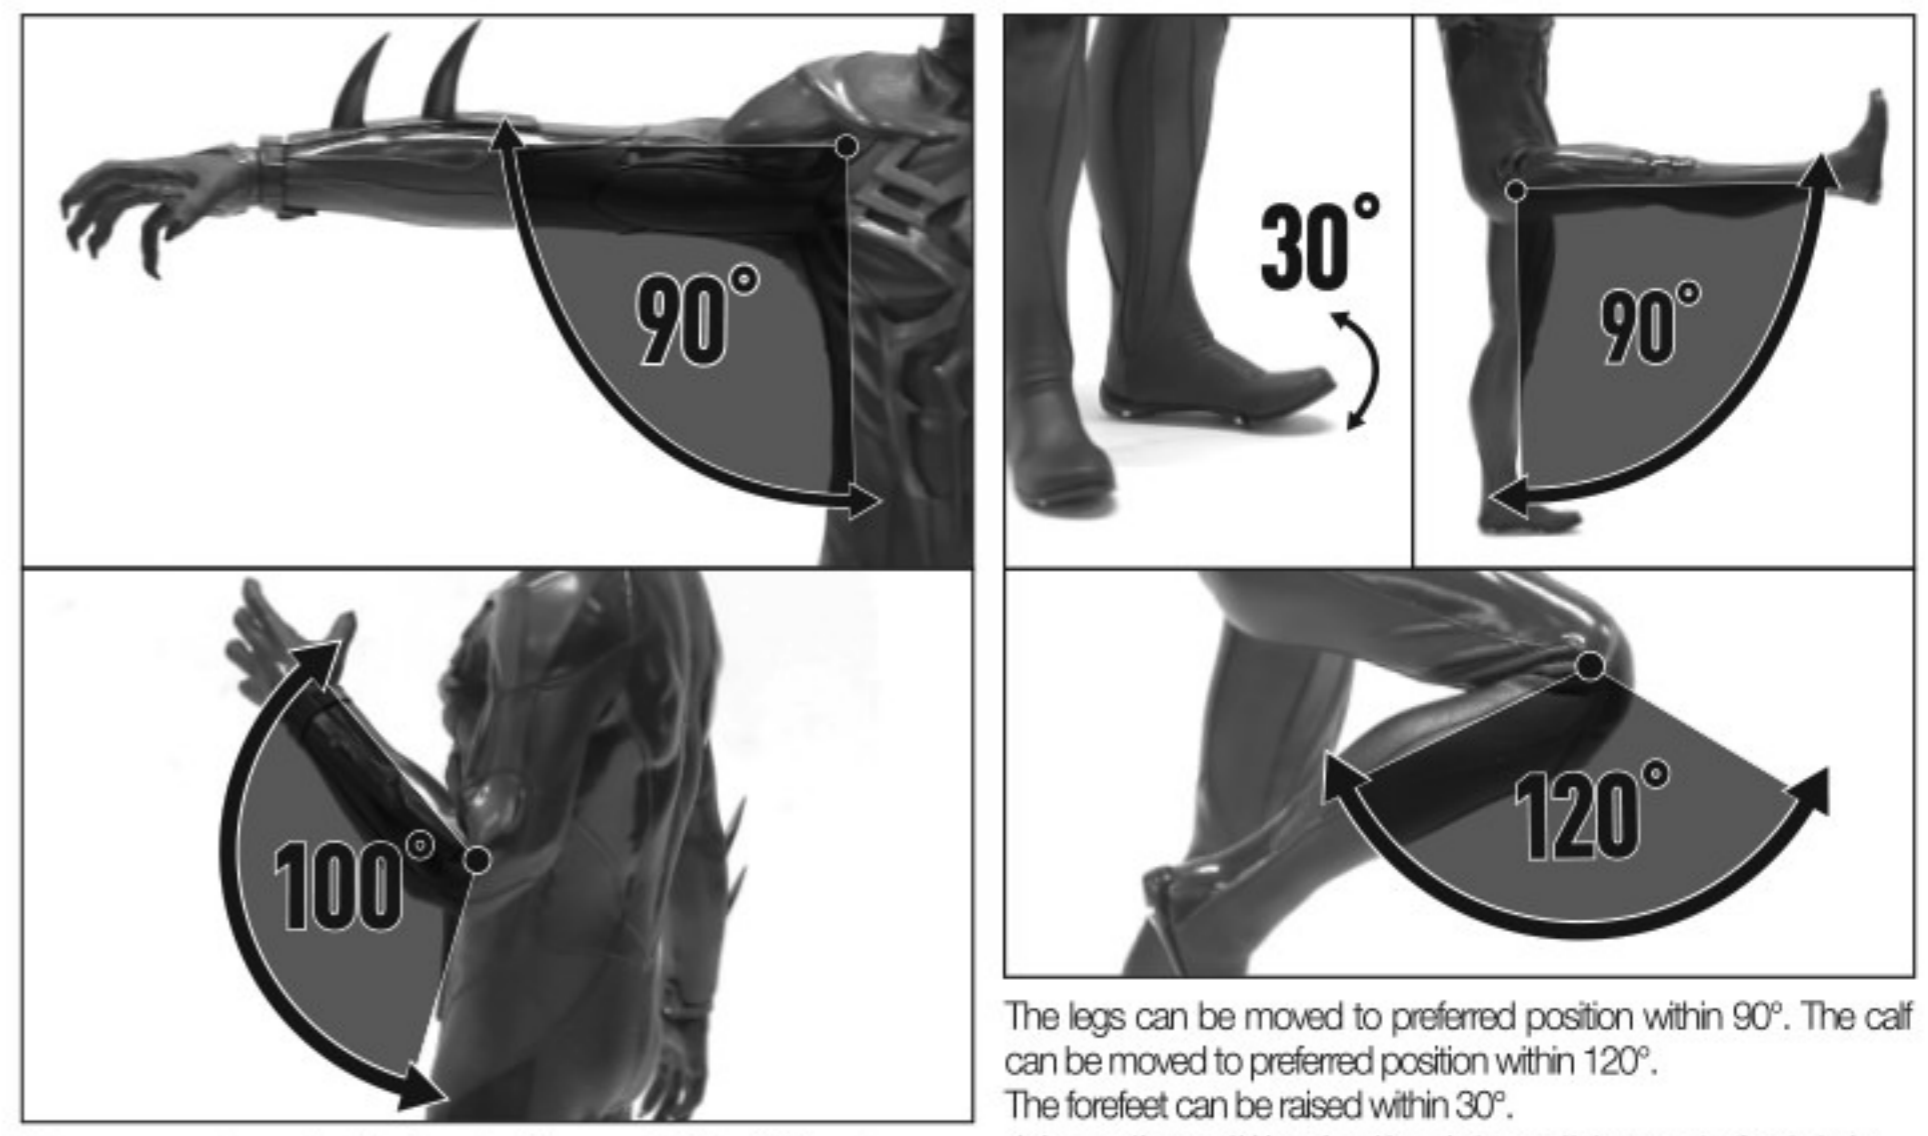 90°
30°
90°
100°
120°
The legs can be moved to preferred position within 90°. The calf
can be moved to preferred position within 120°.
The forefeet can be raised within 30°.